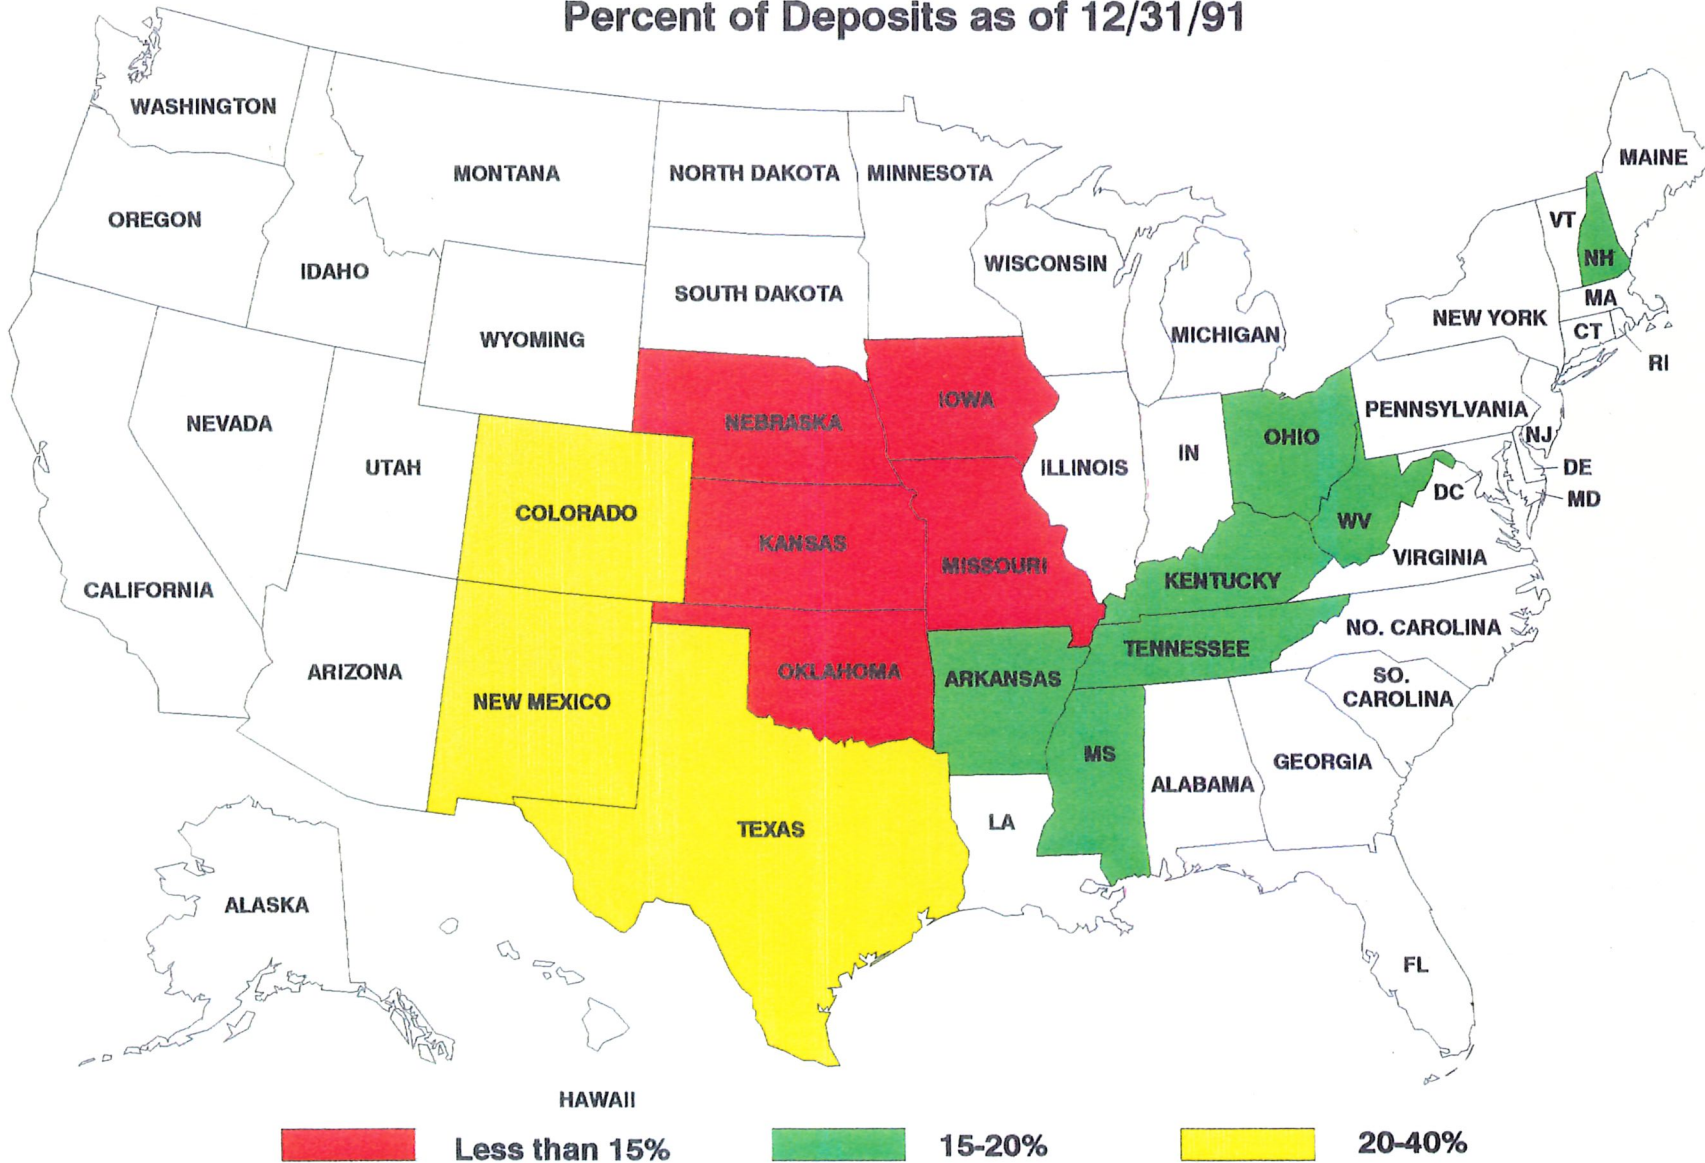 Percent of Deposits as of 12/31/91
WASHINGTON
MONTANA
NORTH DAKOTA
MINNESOTA
MAINE
OREGON
IDAHO
WYOMING
SOUTH DAKOTA
WISCONSIN
MICHIGAN
NEW YORK
VT
NH
MA
CT
RI
NEVADA
UTAH
COLORADO
NEBRASKA
IOWA
ILLINOIS
IN
OHIO
PENNSYLVANIA
NJ
DE
MD
DC
WV
VIRGINIA
CALIFORNIA
KANSAS
MISSOURI
KENTUCKY
ARIZONA
NEW MEXICO
OKLAHOMA
ARKANSAS
TENNESSEE
NO. CAROLINA
SO.
CAROLINA
TEXAS
LA
MS
ALABAMA
GEORGIA
FL
ALASKA
HAWAII
Less than 15%
15-20%
20-40%